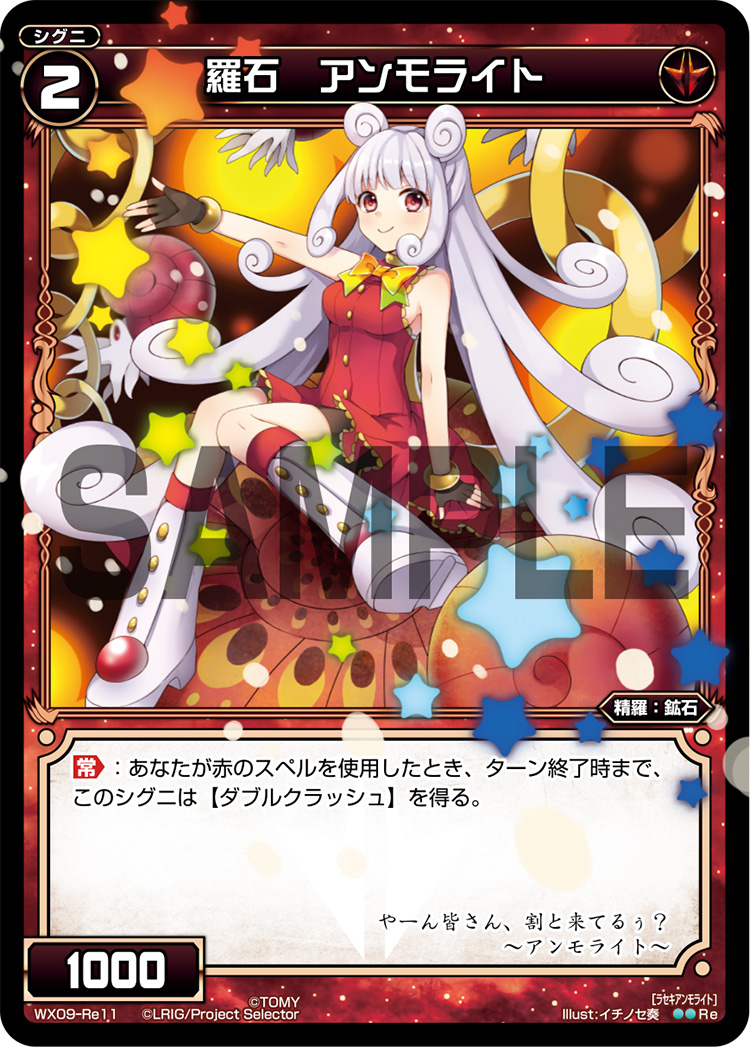 シグニ
2
羅石 アンモライト
SAMPLE
精羅：鉱石
常：あなたが赤のスペルを使用したとき、ターン終了時まで、
このシグニは【ダブルクラッシュ】を得る。
やーん皆さん、割と来てるぅ？
～アンモライト～
1000
©TOMY
[ラセキアンモライト]
WX09-Re11 ©LRIG/Project Selector Illust:イチノセ奏 Re